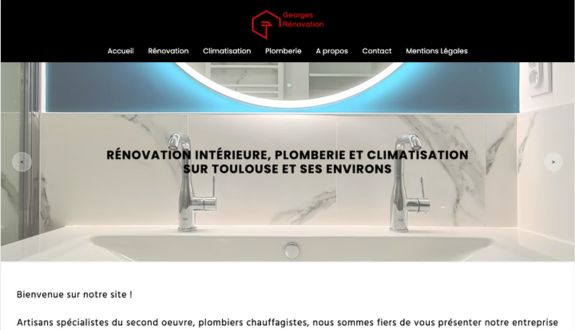 Georges
Rénovation
Accueil Rénovation Climatisation Plomberie A propos Contact Mentions Légales
RÉNOVATION INTÉRIEURE, PLOMBERIE ET CLIMATISATION
SUR TOULOUSE ET SES ENVIRONS
Bienvenue sur notre site !
Artisans spécialistes du second oeuvre, plombiers chauffagistes, nous sommes fiers de vous présenter notre entreprise